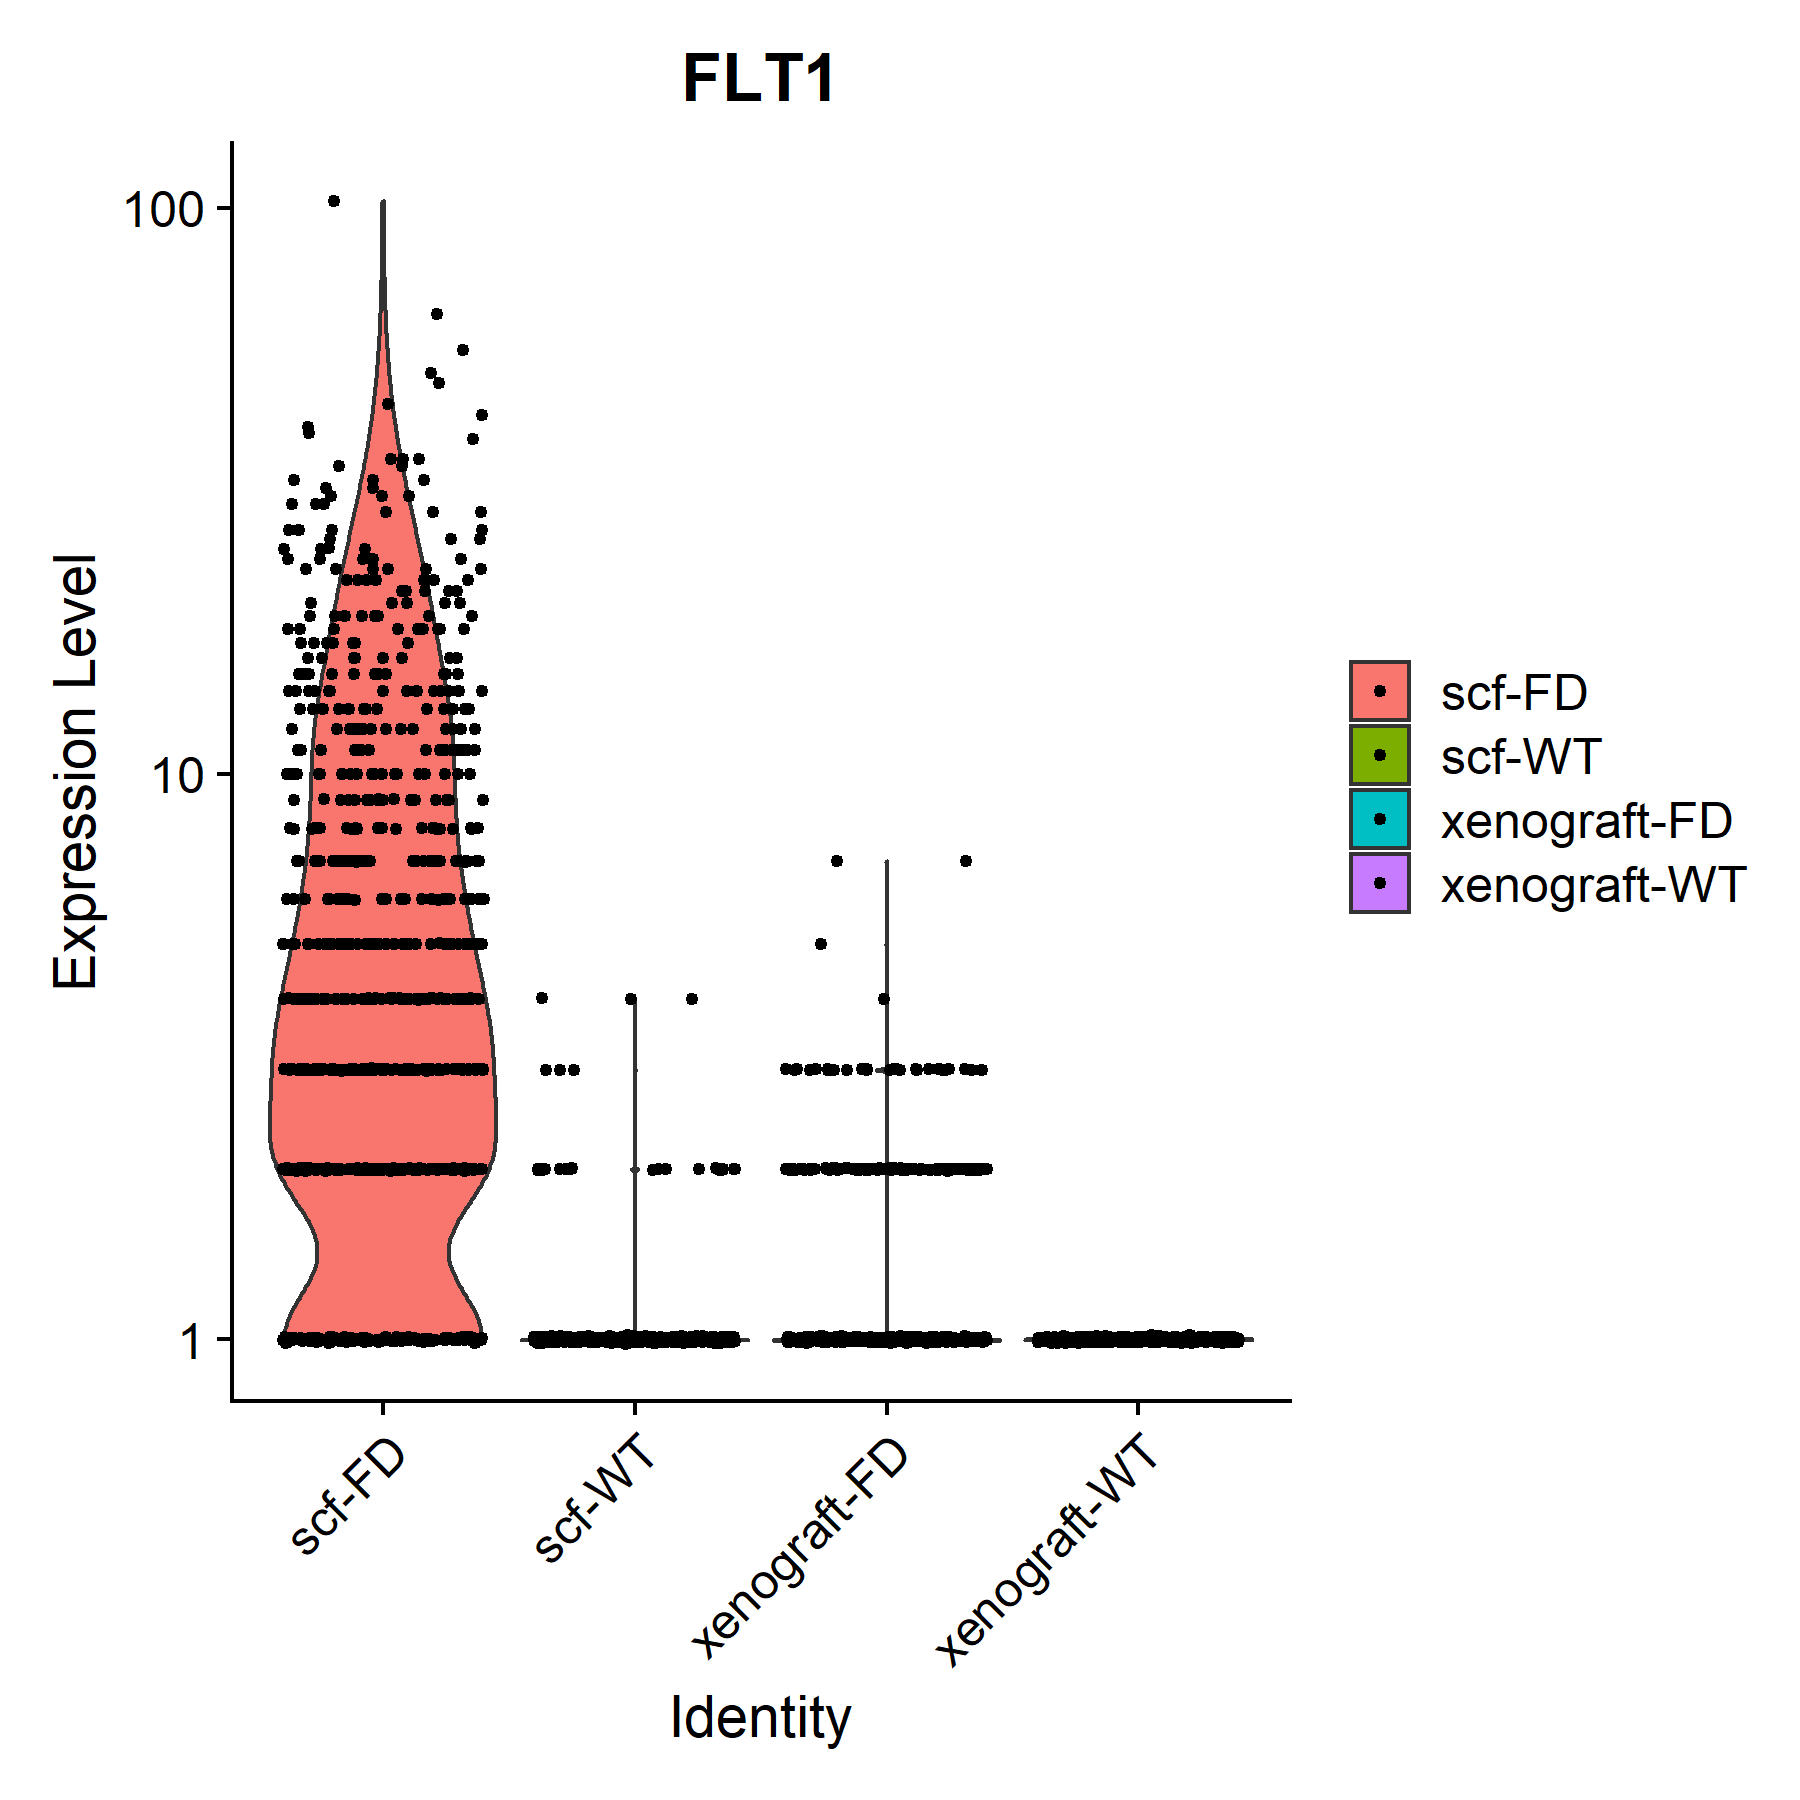 FLT1
Expression Level
100
10
1
scf-FD
scf-WT
xenograft-FD
xenograft-WT
Identity
scf-FD
scf-WT
xenograft-FD
xenograft-WT